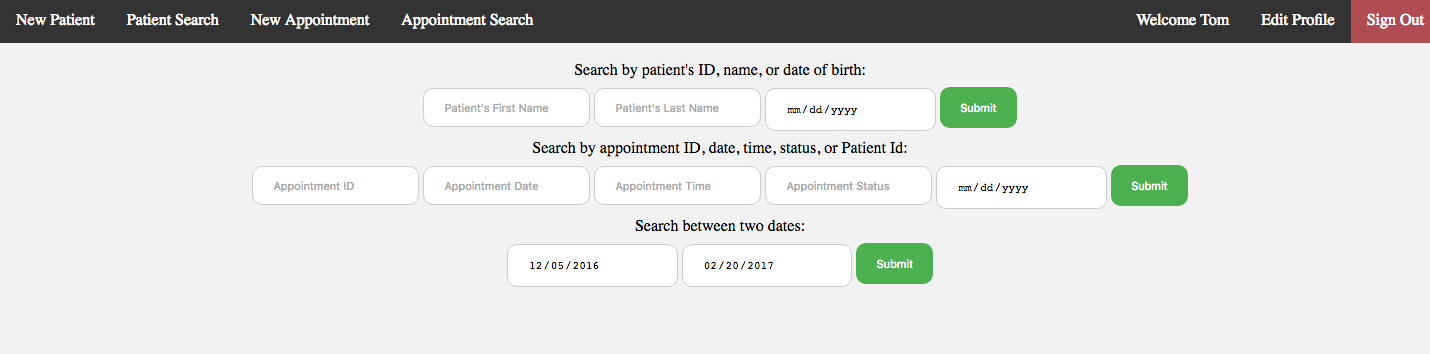 New Patient Patient Search New Appointment Appointment Search Welcome Tom Edit Profile Sign Out
Search by patient's ID, name, or date of birth:
Patient's First Name Patient's Last Name mm/dd/yyyy Submit
Search by appointment ID, date, time, status, or Patient Id:
Appointment ID Appointment Date Appointment Time Appointment Status mm/dd/yyyy Submit
Search between two dates:
12/05/2016 02/20/2017 Submit